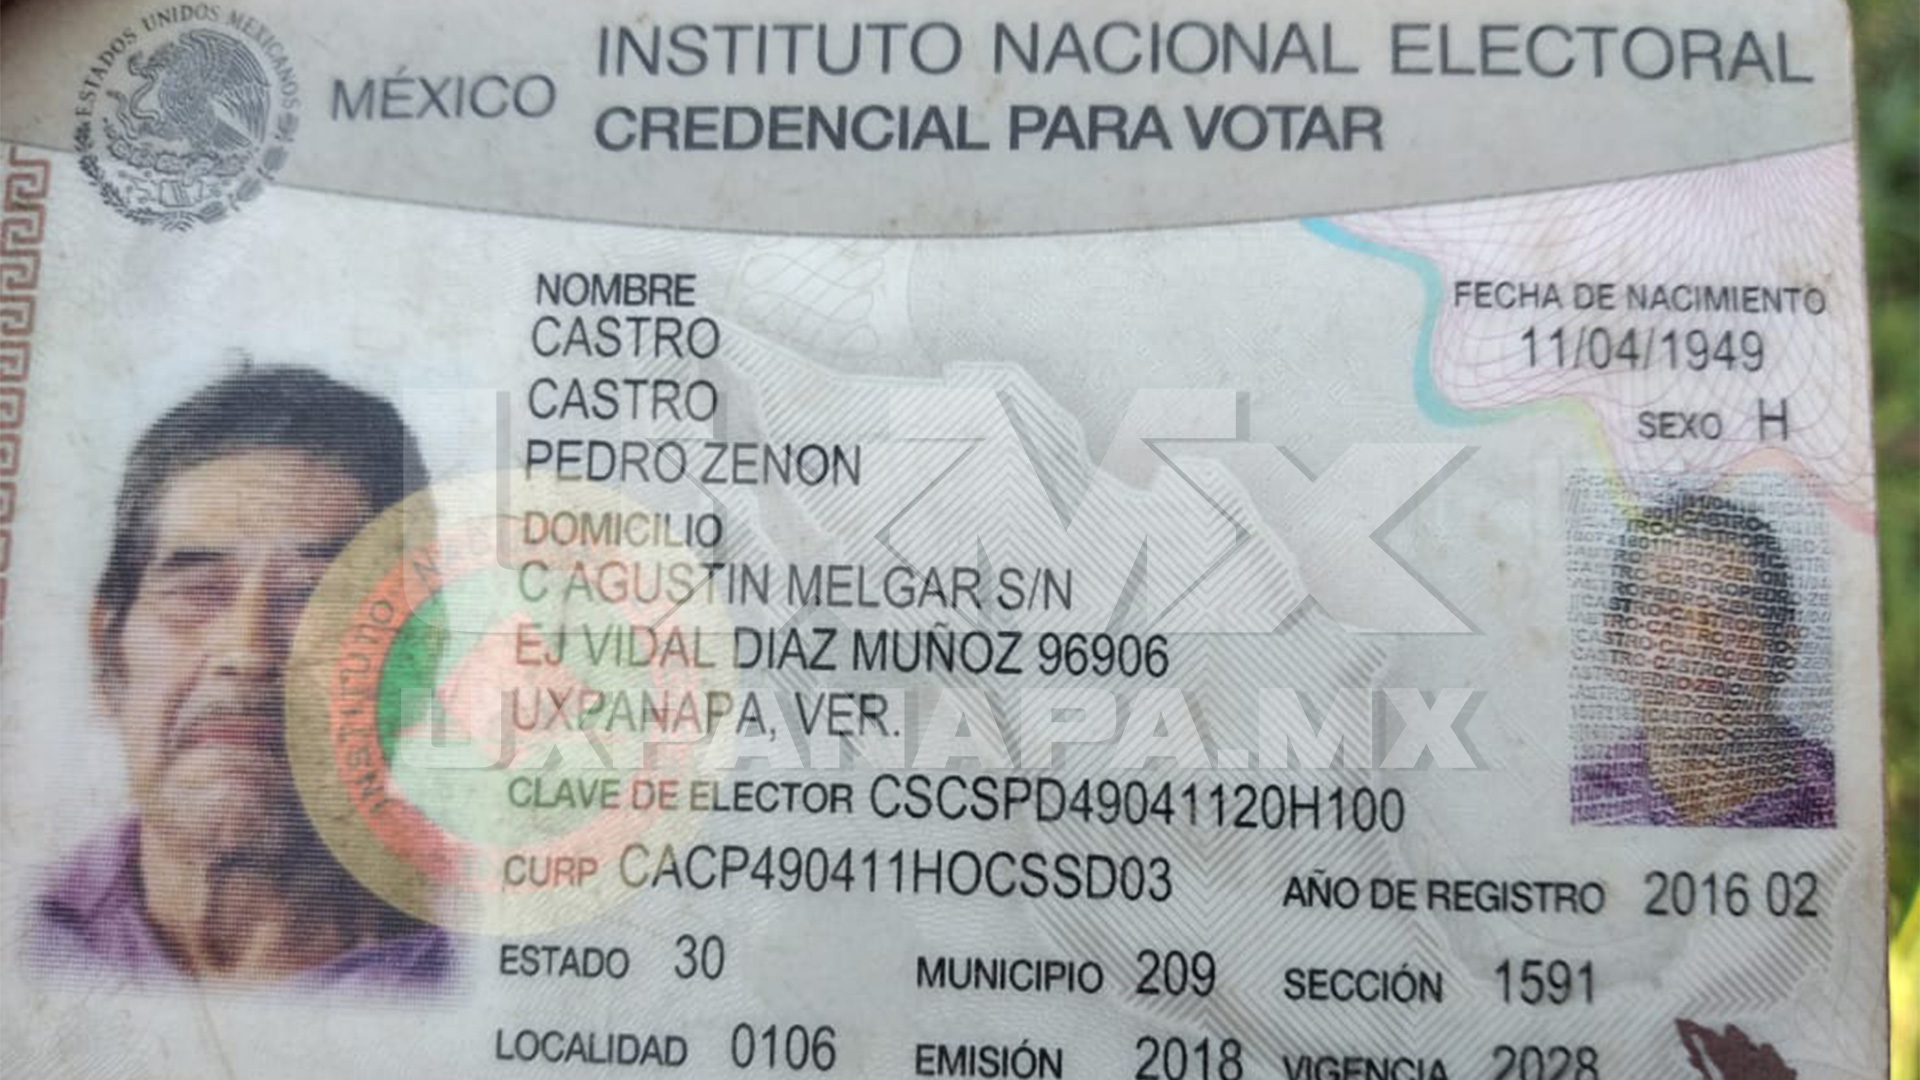 ESTADOS UNIDOS MEXICANOS
MÉXICO
INSTITUTO NACIONAL ELECTORAL
CREDENCIAL PARA VOTAR
NOMBRE
CASTRO
CASTRO
PEDRO ZENON
FECHA DE NACIMIENTO
11/04/1949
SEXO H
DOMICILIO
C AGUSTIN MELGAR S/N
EJ VIDAL DIAZ MUÑOZ 96906
UXPANAPA, VER.
UXMX
UXPANAPA.MX
INSTITUTO
CLAVE DE ELECTOR CSCSPD49041120H100
CURP CACP490411HOCSSD03
AÑO DE REGISTRO 2016 02
ESTADO 30
MUNICIPIO 209
SECCIÓN 1591
LOCALIDAD 0106
EMISIÓN 2018
VIGENCIA 2028